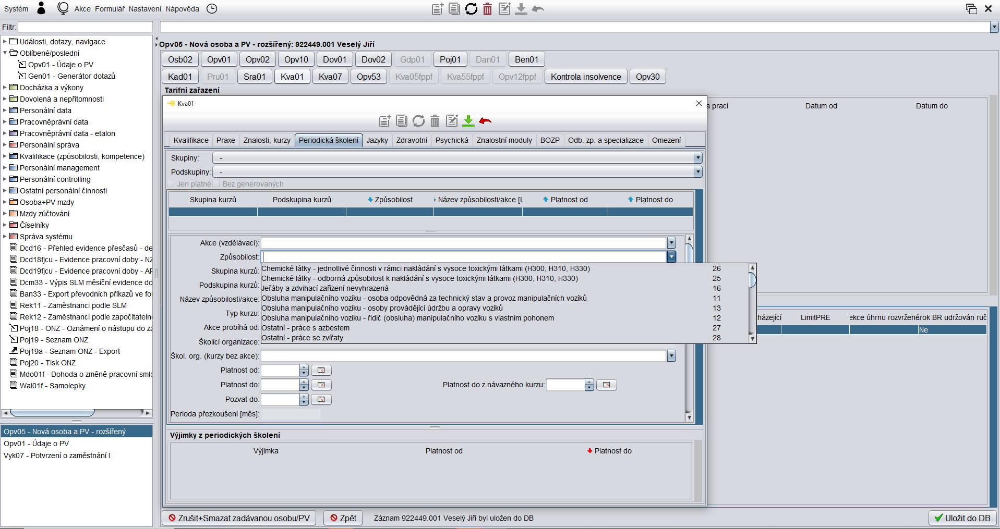 Systém Akce Formulář Nastavení Nápověda
Filtr:
Události, dotazy, navigace
Oblíbené/poslední
Opv01 - Údaje o PV
Gen01 - Generátor dotazů
Docházka a výkony
Dovolená a nepřítomnosti
Personální data
Pracovněprávní data
Pracovněprávní data - etalon
Personální správa
Kvalifikace (způsobilosti, kompetence)
Personální management
Personální controlling
Ostatní personální činnosti
Osoba+PV mzdy
Mzdy zúčtování
Číselníky
Správa systému
Dcd16 - Přehled evidence přesčasů - de
Dcd18fjcu - Evidence pracovní doby - NZ
Dcd19fjcu - Evidence pracovní doby - AF
Dcm33 - Výpis SLM měsíční evidence do
Ban33 - Export převodních příkazů ve for
Rek11 - Zaměstnanci podle SLM
Rek12 - Zaměstnanci podle započitateln
Poj18 - ONZ - Oznámení o nástupu do za
Poj19 - Seznam ONZ
Poj19a - Seznam ONZ - Export
Poj20 - Tisk ONZ
Mdo01f - Dohoda o změně pracovní smlo
Wal01f - Samolepky
Opv05 - Nová osoba a PV - rozšířený
Opv01 - Údaje o PV
Vyk07 - Potvrzení o zaměstnání I
Opv05 - Nová osoba a PV - rozšířený: 922449.001 Veselý Jiří
Osb02 Opv01 Opv02 Opv10 Dov01 Dov02 Gdp01 Poj01 Dan01 Ben01
Kad01 Pru01 Sra01 Kva01 Kva07 Opv53 Kva05fppf Kva55fppf Opv12fppf Kontrola insolvence Opv30
Tarifní zařazení
a prací Datum od Datum do
Kva01
Kvalifikace Praxe Znalosti, kurzy Periodická školení Jazyky Zdravotní Psychická Znalostní moduly BOZP Odb. zp. a specializace Omezení
Skupiny: -
Podskupiny: -
Jen platné Bez generovaných
Skupina kurzů Podskupina kurzů Způsobilost Název způsobilosti/akce [L Platnost od Platnost do
Akce (vzdělávací):
Způsobilost:
Chemické látky - jednotlivé činnosti v rámci nakládání s vysoce toxickými látkami (H300, H310, H330) 26
Chemické látky - odborná způsobilost k nakládání s vysoce toxickými látkami (H300, H310, H330) 25
Jeřáby a zdvihací zařízení nevyhrazená 16
Obsluha manipulačního vozíku - osoba odpovědná za technický stav a provoz manipulačních vozíků 11
Obsluha manipulačního vozíku - osoby provádějící údržbu a opravy vozíků 13
Obsluha manipulačního vozíku - řidič (obsluha) manipulačního vozíku s vlastním pohonem 12
Ostatní - práce s azbestem 27
Ostatní - práce se zvířaty 28
Skupina kurzů:
Podskupina kurzů:
Název způsobilosti/akce:
Typ kurzu:
Akce probíhá od:
Školící organizace:
Škol. org. (kurzy bez akce):
Platnost od:
Platnost do: Platnost do z návazného kurzu:
Pozvat do:
Perioda přezkoušení [měs]:
Výjimky z periodických školení
Výjimka Platnost od Platnost do
házející LimitPRE ekce úhrnu rozvržené rok BR udržován ruč
Ne
Zrušit+Smazat zadávanou osobu/PV Zpět Záznam 922449.001 Veselý Jiří byl uložen do DB Uložit do DB